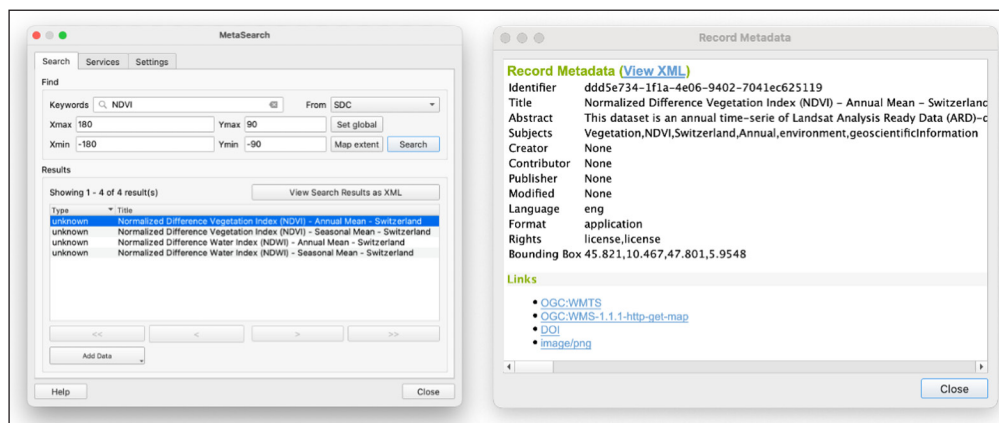 MetaSearch
Search Services Settings
Find
Keywords NDVI From SDC
Xmax 180 Ymax 90 Set global
Xmin -180 Ymin -90 Map extent Search
Results
Showing 1 - 4 of 4 result(s) View Search Results as XML
Type Title
unknown Normalized Difference Vegetation Index (NDVI) - Annual Mean - Switzerland
unknown Normalized Difference Vegetation Index (NDVI) - Seasonal Mean - Switzerland
unknown Normalized Difference Water Index (NDWI) - Annual Mean - Switzerland
unknown Normalized Difference Water Index (NDWI) - Seasonal Mean - Switzerland
<< < > >>
Add Data
Help Close
Record Metadata
Record Metadata (View XML)
Identifier ddd5e734-1f1a-4e06-9402-7041ec625119
Title Normalized Difference Vegetation Index (NDVI) - Annual Mean - Switzerland
Abstract This dataset is an annual time-serie of Landsat Analysis Ready Data (ARD)-d
Subjects Vegetation,NDVI,Switzerland,Annual,environment,geoscientificInformation
Creator None
Contributor None
Publisher None
Modified None
Language eng
Format application
Rights license,license
Bounding Box 45.821,10.467,47.801,5.9548
Links
OGC:WMTS
OGC:WMS-1.1.1-http-get-map
DOI
image/png
Close